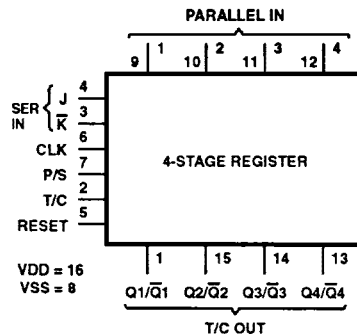 PARALLEL IN
1 2 3 4
9 10 11 12
4
J
SER
IN
3
K̅
6
CLK
7
P/S
4-STAGE REGISTER
2
T/C
5
RESET
1 15 14 13
VDD = 16
VSS = 8
Q1/Q̅1 Q2/Q̅2 Q3/Q̅3 Q4/Q̅4
T/C OUT